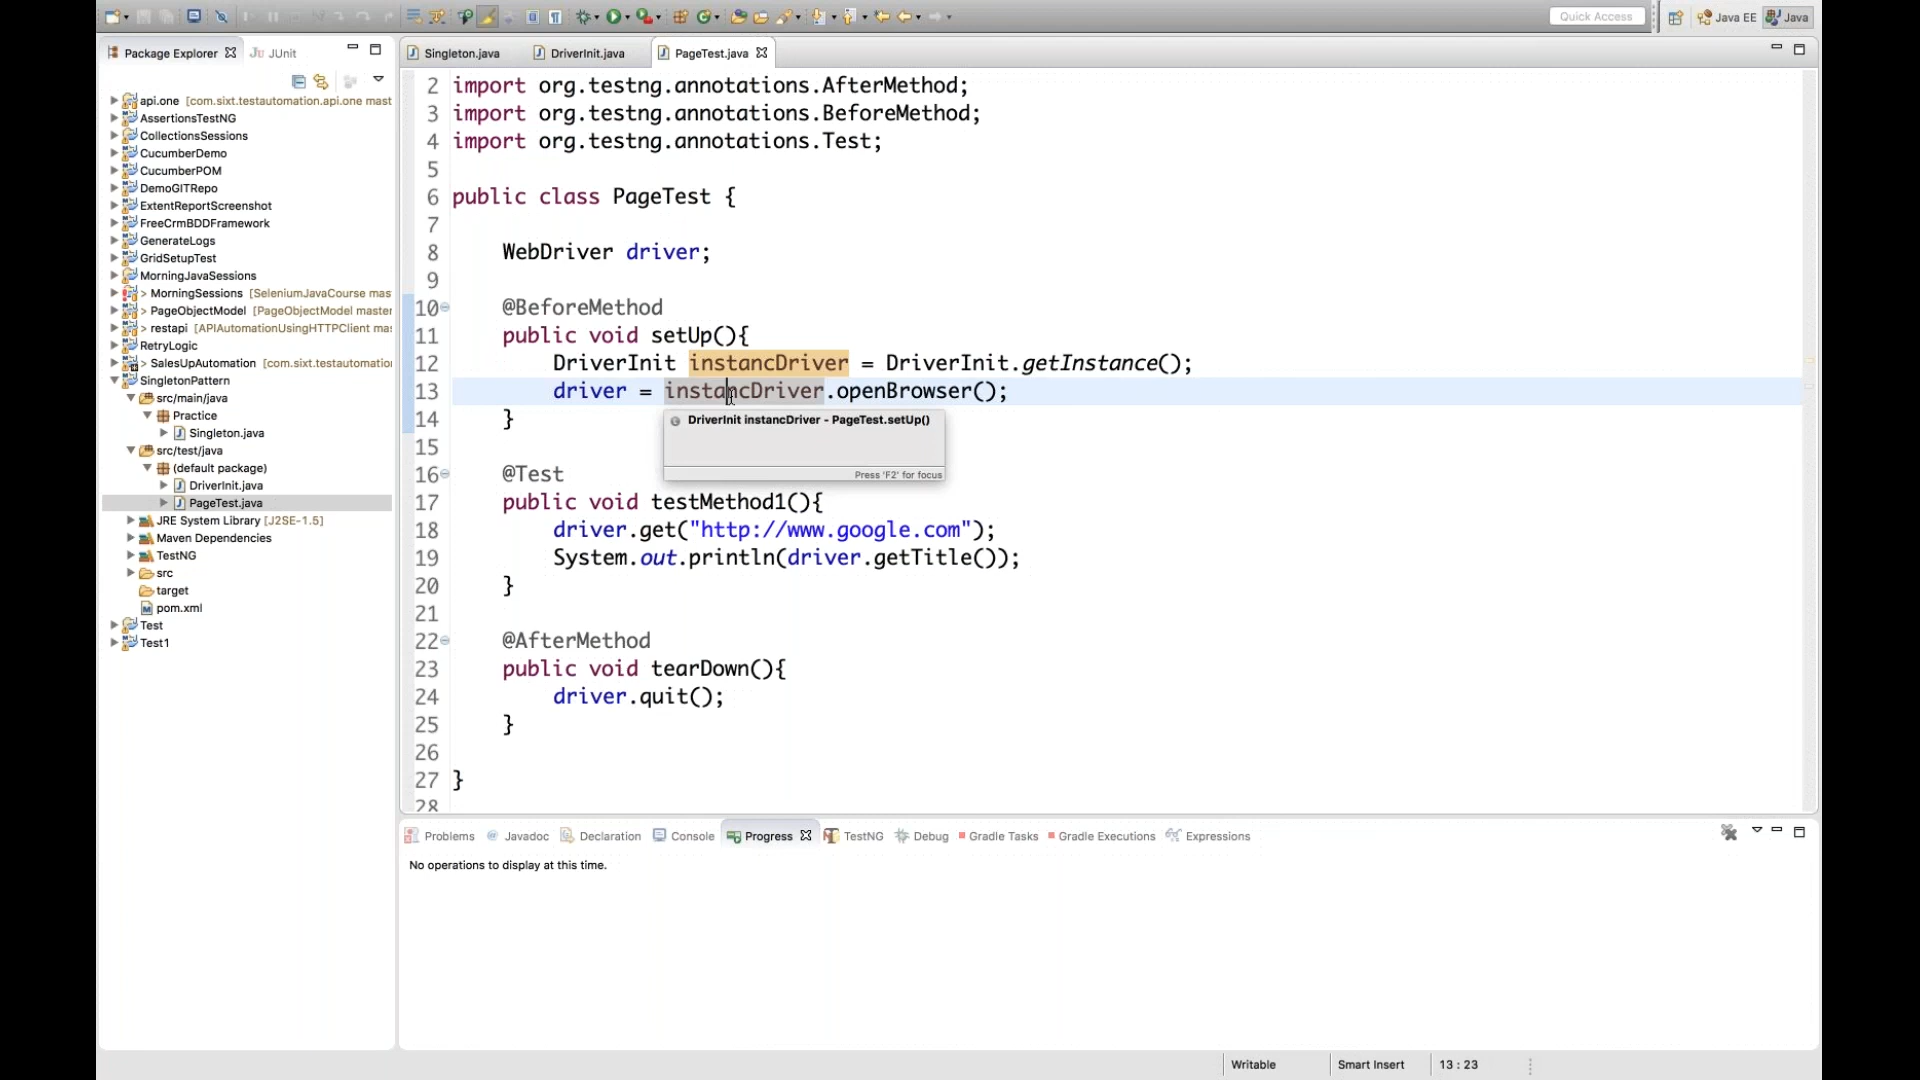 Quick Access
Java EE
Java
Package Explorer
JUnit
Singleton.java
DriverInit.java
PageTest.java
api.one [com.sixt.testautomation.api.one mast
AssertionsTestNG
CollectionsSessions
CucumberDemo
CucumberPOM
DemoGITRepo
ExtentReportScreenshot
FreeCrmBDDFramework
GenerateLogs
GridSetupTest
MorningJavaSessions
> MorningSessions [SeleniumJavaCourse mas
> PageObjectModel [PageObjectModel master
> restapi [APIAutomationUsingHTTPClient ma
RetryLogic
> SalesUpAutomation [com.sixt.testautomatio
SingletonPattern
src/main/java
Practice
Singleton.java
src/test/java
(default package)
DriverInit.java
PageTest.java
JRE System Library [J2SE-1.5]
Maven Dependencies
TestNG
src
target
pom.xml
Test
Test1
2 import org.testng.annotations.AfterMethod;
3 import org.testng.annotations.BeforeMethod;
4 import org.testng.annotations.Test;
5
6 public class PageTest {
7
8 WebDriver driver;
9
10 @BeforeMethod
11 public void setUp(){
12 DriverInit instancDriver = DriverInit.getInstance();
13 driver = instancDriver.openBrowser();
14 }
DriverInit instancDriver - PageTest.setUp()
Press 'F2' for focus
15
16 @Test
17 public void testMethod1(){
18 driver.get("http://www.google.com");
19 System.out.println(driver.getTitle());
20 }
21
22 @AfterMethod
23 public void tearDown(){
24 driver.quit();
25 }
26
27 }
28
Problems
Javadoc
Declaration
Console
Progress
TestNG
Debug
Gradle Tasks
Gradle Executions
Expressions
No operations to display at this time.
Writable
Smart Insert
13 : 23